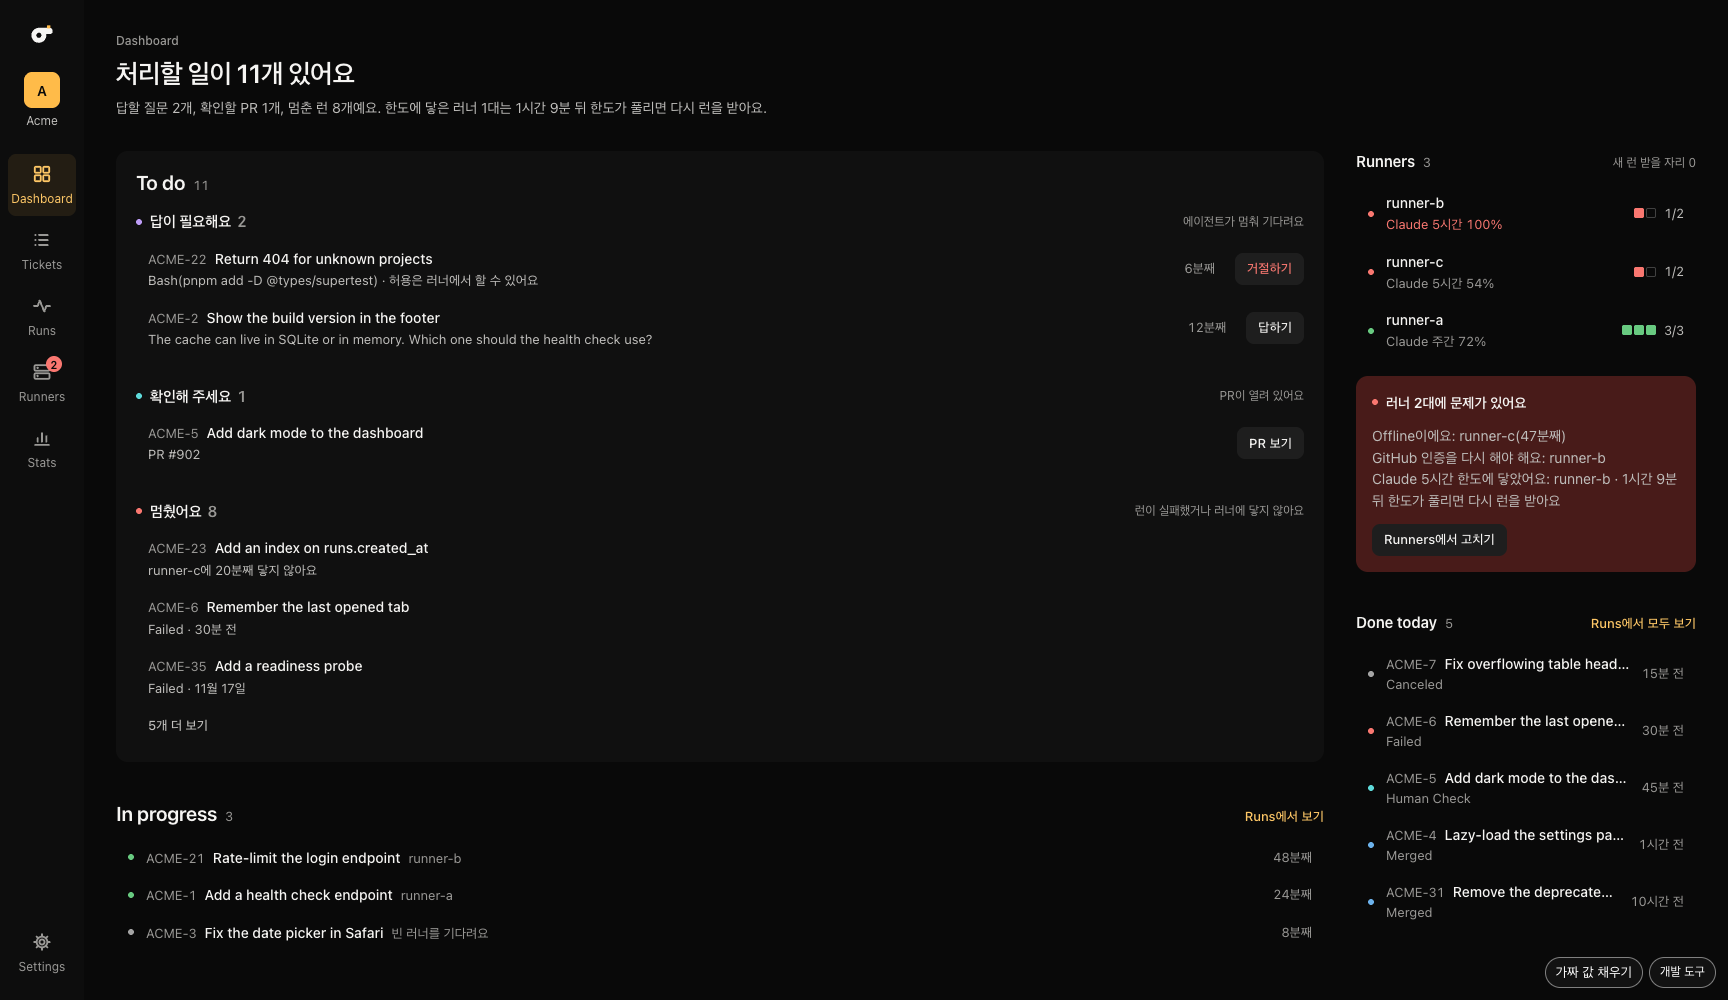 A
Acme
Dashboard
Tickets
Runs
2
Runners
Stats
Settings
Dashboard
처리할 일이 11개 있어요
답할 질문 2개, 확인할 PR 1개, 멈춘 런 8개예요. 한도에 닿은 러너 1대는 1시간 9분 뒤 한도가 풀리면 다시 런을 받아요.
To do 11
답이 필요해요 2 에이전트가 멈춰 기다려요
ACME-22 Return 404 for unknown projects
Bash(pnpm add -D @types/supertest) · 허용은 러너에서 할 수 있어요
6분째 거절하기
ACME-2 Show the build version in the footer
The cache can live in SQLite or in memory. Which one should the health check use?
12분째 답하기
확인해 주세요 1 PR이 열려 있어요
ACME-5 Add dark mode to the dashboard
PR #902
PR 보기
멈췄어요 8 런이 실패했거나 러너에 닿지 않아요
ACME-23 Add an index on runs.created_at
runner-c에 20분째 닿지 않아요
ACME-6 Remember the last opened tab
Failed · 30분 전
ACME-35 Add a readiness probe
Failed · 11월 17일
5개 더 보기
In progress 3 Runs에서 보기
ACME-21 Rate-limit the login endpoint runner-b 48분째
ACME-1 Add a health check endpoint runner-a 24분째
ACME-3 Fix the date picker in Safari 빈 러너를 기다려요 8분째
Runners 3 새 런 받을 자리 0
runner-b
Claude 5시간 100%
1/2
runner-c
Claude 5시간 54%
1/2
runner-a
Claude 주간 72%
3/3
러너 2대에 문제가 있어요
Offline이에요: runner-c(47분째)
GitHub 인증을 다시 해야 해요: runner-b
Claude 5시간 한도에 닿았어요: runner-b · 1시간 9분
뒤 한도가 풀리면 다시 런을 받아요
Runners에서 고치기
Done today 5 Runs에서 모두 보기
ACME-7 Fix overflowing table head...
Canceled
15분 전
ACME-6 Remember the last opene...
Failed
30분 전
ACME-5 Add dark mode to the das...
Human Check
45분 전
ACME-4 Lazy-load the settings pa...
Merged
1시간 전
ACME-31 Remove the deprecate...
Merged
10시간 전
가짜 값 채우기
개발 도구